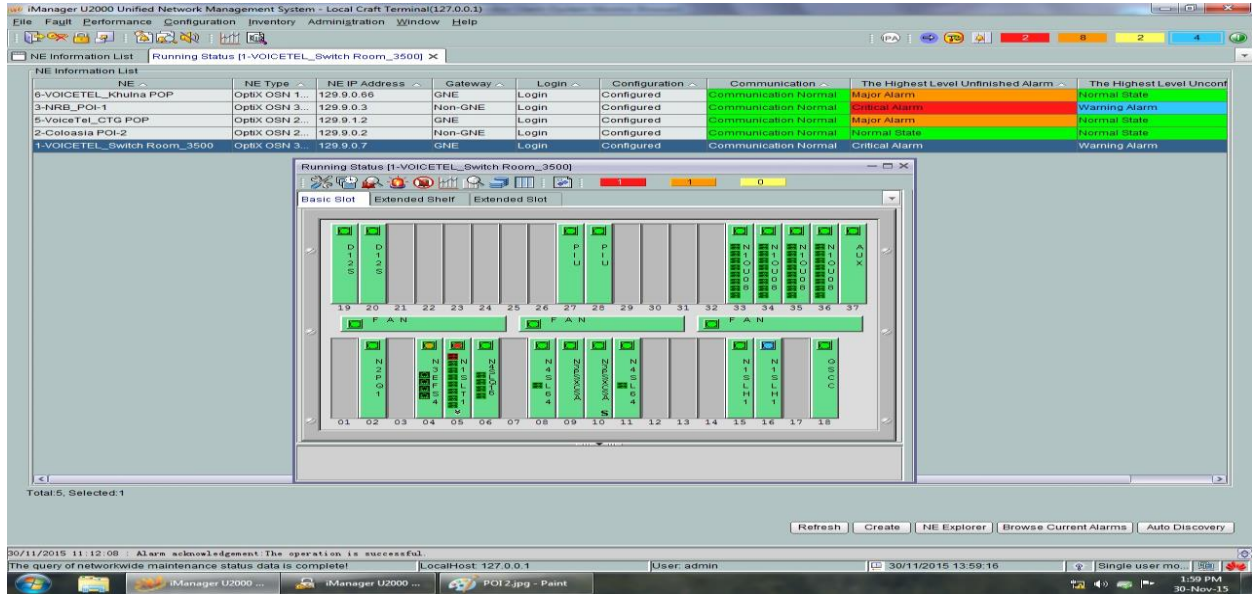 iManager U2000 Unified Network Management System - Local Craft Terminal(127.0.0.1)
File Fault Performance Configuration Inventory Administration Window Help
2 8 2 4
NE Information List Running Status [1-VOICETEL_Switch Room_3500]
NE Information List
NE NE Type NE IP Address Gateway Login Configuration Communication The Highest Level Unfinished Alarm The Highest Level Unconf
6-VOICETEL_Khulna POP OptiX OSN 1... 129.9.0.66 GNE Login Configured Communication Normal Major Alarm Normal State
3-NRB_POI-1 OptiX OSN 3... 129.9.0.3 Non-GNE Login Configured Communication Normal Critical Alarm Warning Alarm
5-VoiceTel_CTG POP OptiX OSN 2... 129.9.1.2 GNE Login Configured Communication Normal Major Alarm Normal State
2-Coloasia POI-2 OptiX OSN 2... 129.9.0.2 Non-GNE Login Configured Communication Normal Normal State Normal State
1-VOICETEL_Switch Room_3500 OptiX OSN 3... 129.9.0.7 GNE Login Configured Communication Normal Critical Alarm Warning Alarm
Running Status [1-VOICETEL_Switch Room_3500]
1 1 0
Basic Slot Extended Shelf Extended Slot
D12S D12S PIU PIU N1OU08 N1OU08 N1OU08 N1OU08 AUX
19 20 21 22 23 24 25 26 27 28 29 30 31 32 33 34 35 36 37
FAN FAN FAN
N2PQ1 N3EFS4 N1SLT1 N4SL64 N4SL64 N1SLH1 N1SLH1 GSCC
01 02 03 04 05 06 07 08 09 10 11 12 13 14 15 16 17 18
Total:5, Selected:1
Refresh Create NE Explorer Browse Current Alarms Auto Discovery
30/11/2015 11:12:08 : Alarm acknowledgement:The operation is successful.
The query of networkwide maintenance status data is complete! LocalHost: 127.0.0.1 User: admin 30/11/2015 13:59:16 Single user mo...
iManager U2000 ... iManager U2000 ... POI 2.jpg - Paint 1:59 PM
30-Nov-15